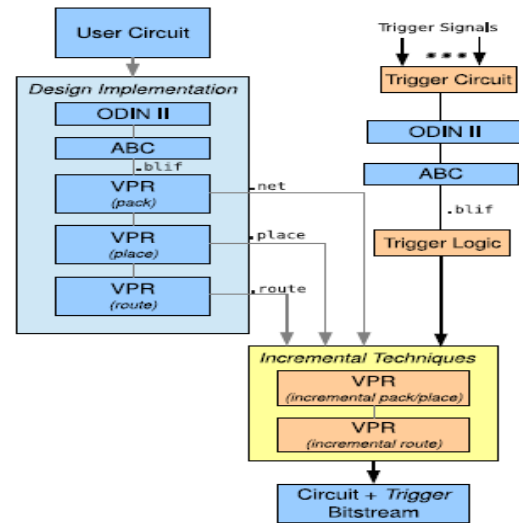 User Circuit
Design Implementation
ODIN II
ABC
.blif
VPR
(pack)
.net
VPR
(place)
.place
VPR
(route)
.route
Trigger Signals
Trigger Circuit
ODIN II
ABC
.blif
Trigger Logic
Incremental Techniques
VPR
(incremental pack/place)
VPR
(incremental route)
Circuit + Trigger
Bitstream